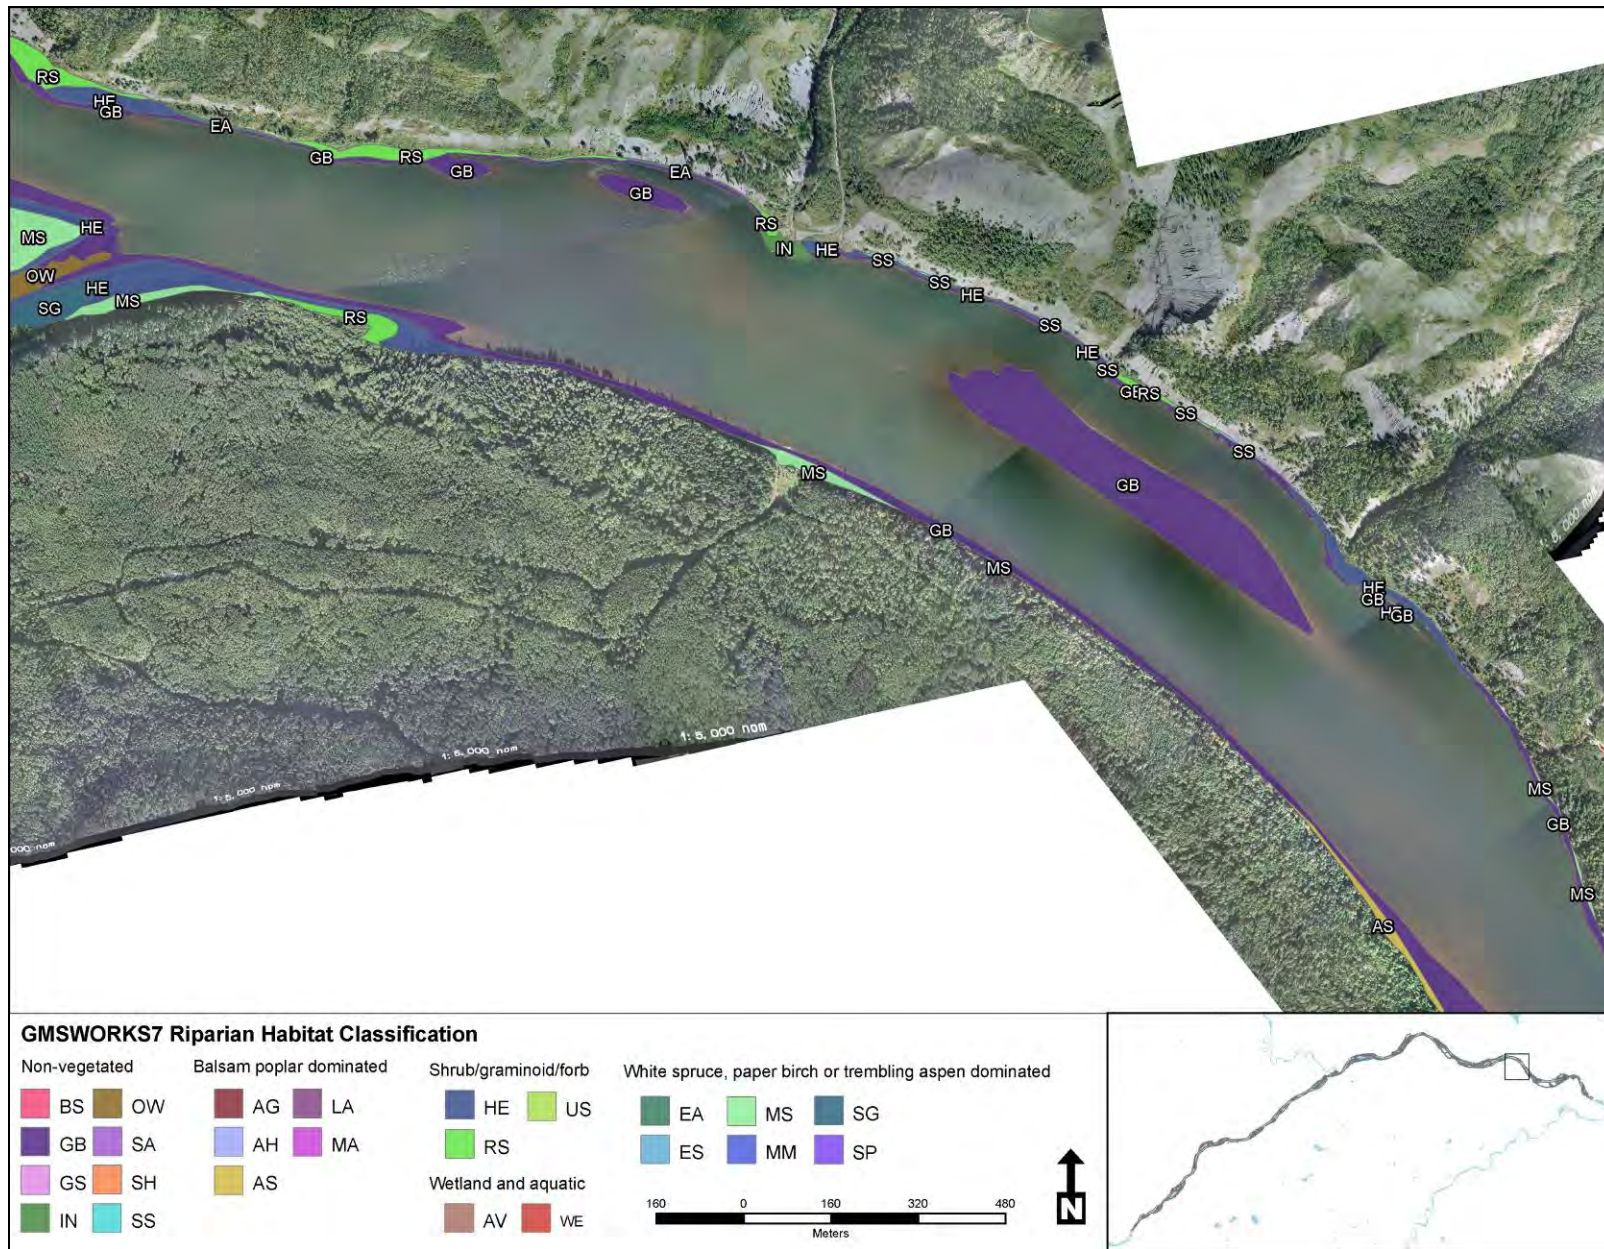 RS
HE
GB
EA
GB
RS
GB
EA
GB
RS
IN
HE
SS
SS
HE
SS
HE
SS
GB
RS
SS
SS
MS
HE
OW
HE
SG
MS
RS
MS
GB
GB
MS
HE
GB
HE
GB
MS
GB
MS
AS
1:5,000 nom
1:5,000 nom
1:5,000 nom
000 nom
GMSWORKS7 Riparian Habitat Classification
Non-vegetated
BS OW
GB SA
GS SH
IN SS
Balsam poplar dominated
AG LA
AH MA
AS
Shrub/graminoid/forb
HE US
RS
Wetland and aquatic
AV WE
White spruce, paper birch or trembling aspen dominated
EA MS SG
ES MM SP
160 0 160 320 480
Meters
N